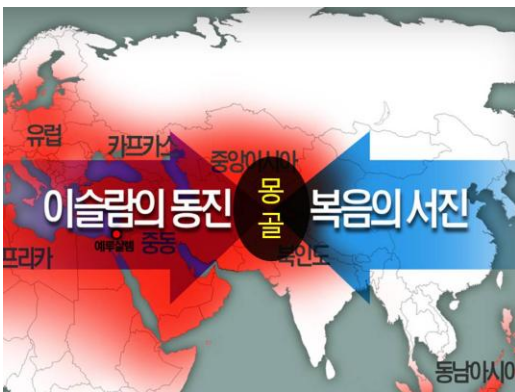 유럽
카프카스
중앙아시아
이슬람의 동진
몽골
복음의 서진
예루살렘
중동
프리카
북인도
동남아시아